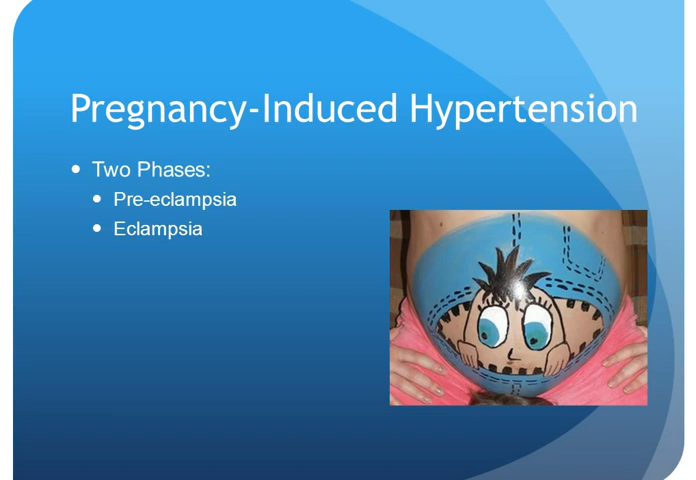 Pregnancy-Induced Hypertension
Two Phases:
Pre-eclampsia
Eclampsia